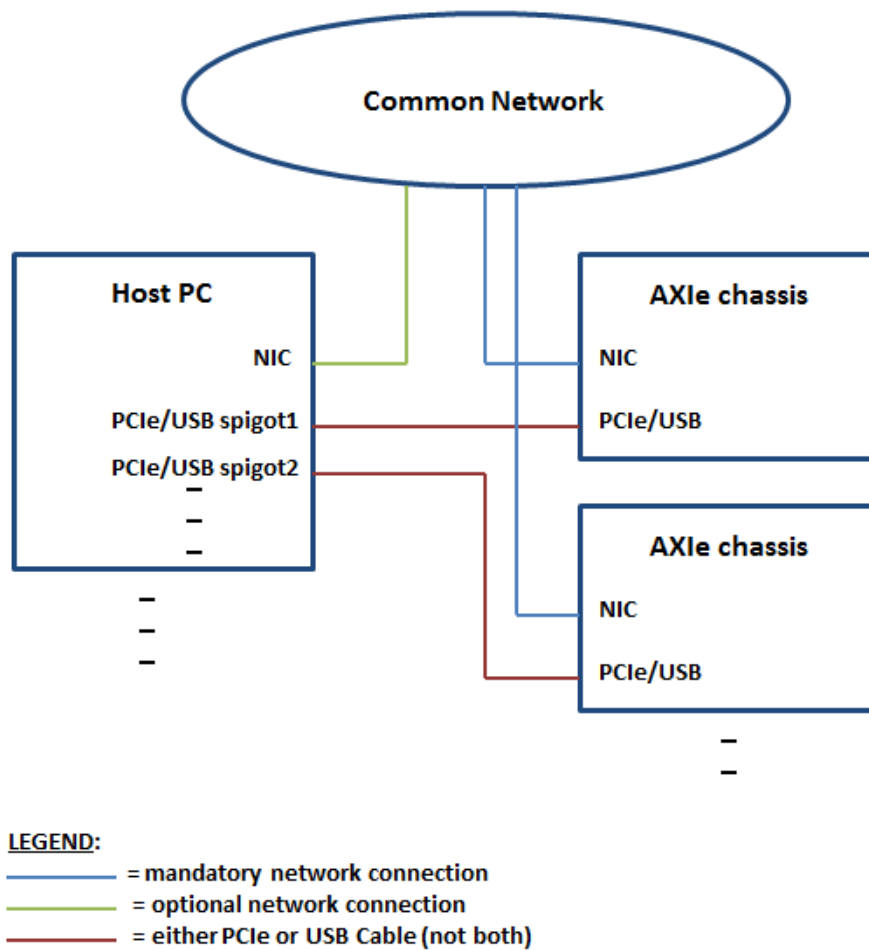 Common Network
Host PC
NIC
PCIe/USB spigot1
PCIe/USB spigot2
AXIe chassis
NIC
PCIe/USB
AXIe chassis
NIC
PCIe/USB
LEGEND:
= mandatory network connection
= optional network connection
= either PCIe or USB Cable (not both)